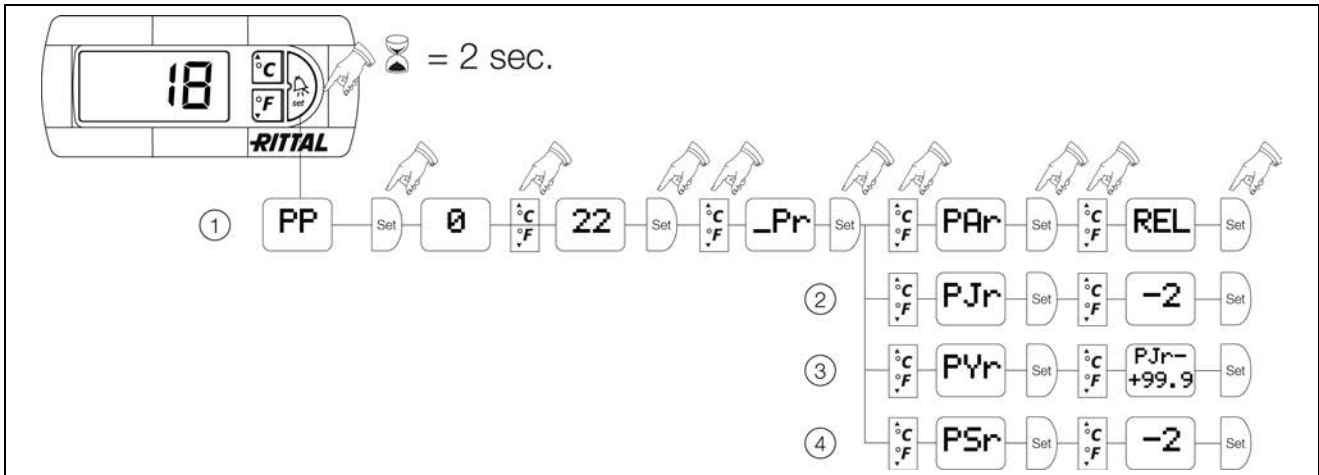 18
°C
°F
set
RITTAL
= 2 sec.
1 PP Set 0 °C °F 22 Set °C °F _Pr Set °C °F PAr Set °C °F REL Set
2 °C °F PJr Set °C °F -2 Set
3 °C °F PYr Set °C °F PJr- +99.9 Set
4 °C °F PSr Set °C °F -2 Set